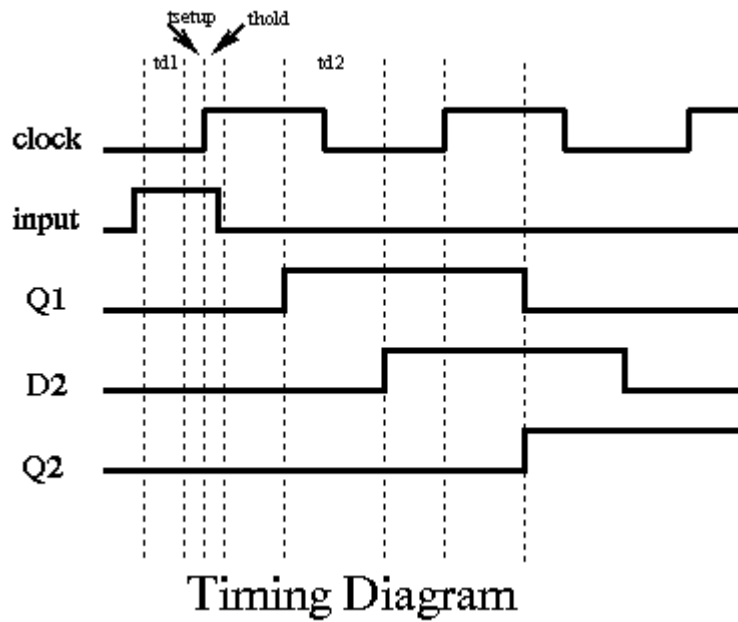 tsetup thold
td1 td2
clock
input
Q1
D2
Q2
Timing Diagram